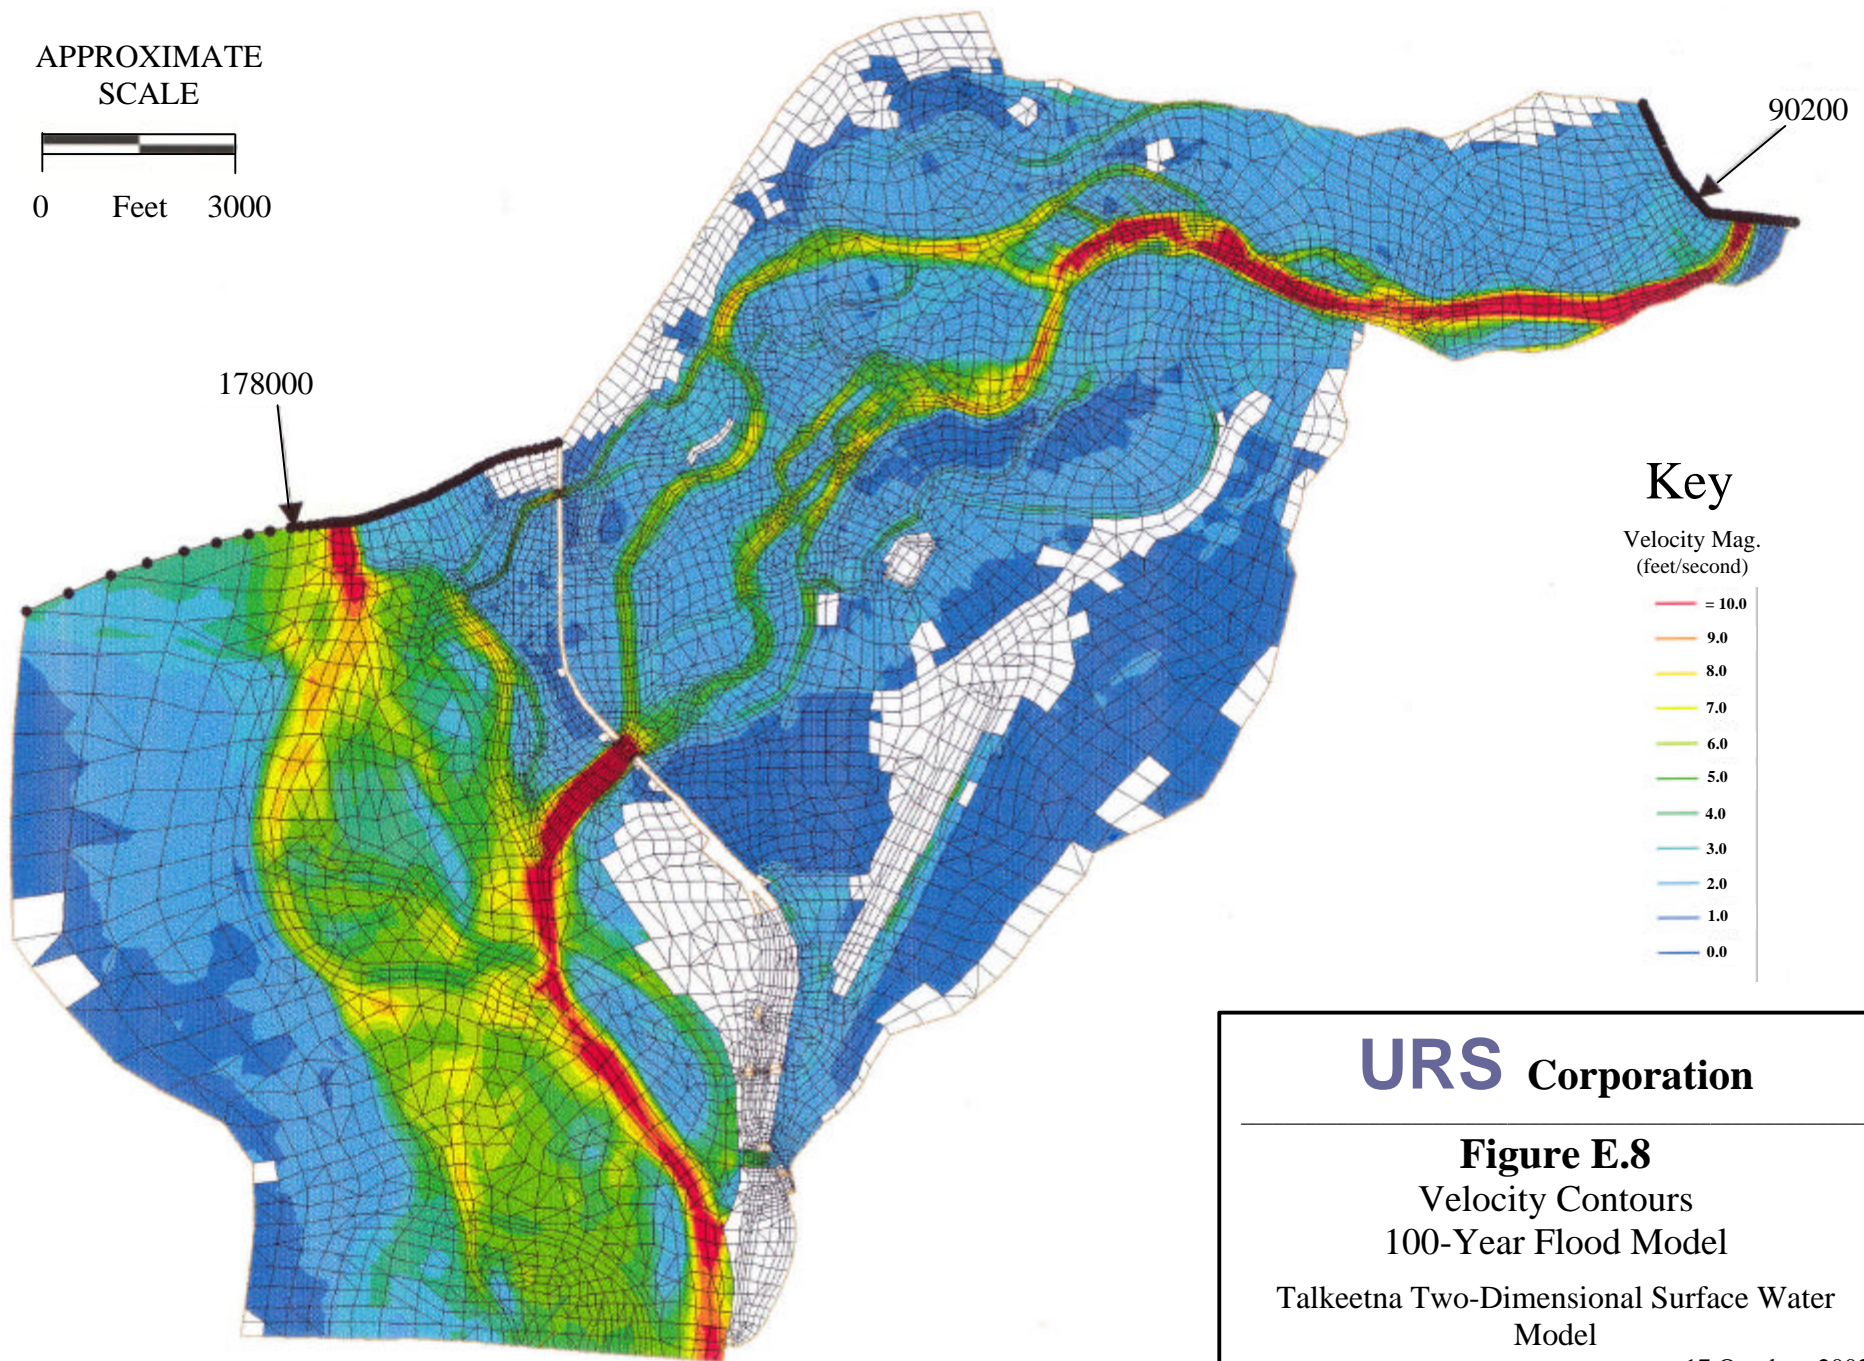 APPROXIMATE
SCALE
0 Feet 3000
90200
178000
Key
Velocity Mag.
(feet/second)
= 10.0
9.0
8.0
7.0
6.0
5.0
4.0
3.0
2.0
1.0
0.0
URS Corporation
Figure E.8
Velocity Contours
100-Year Flood Model
Talkeetna Two-Dimensional Surface Water
Model